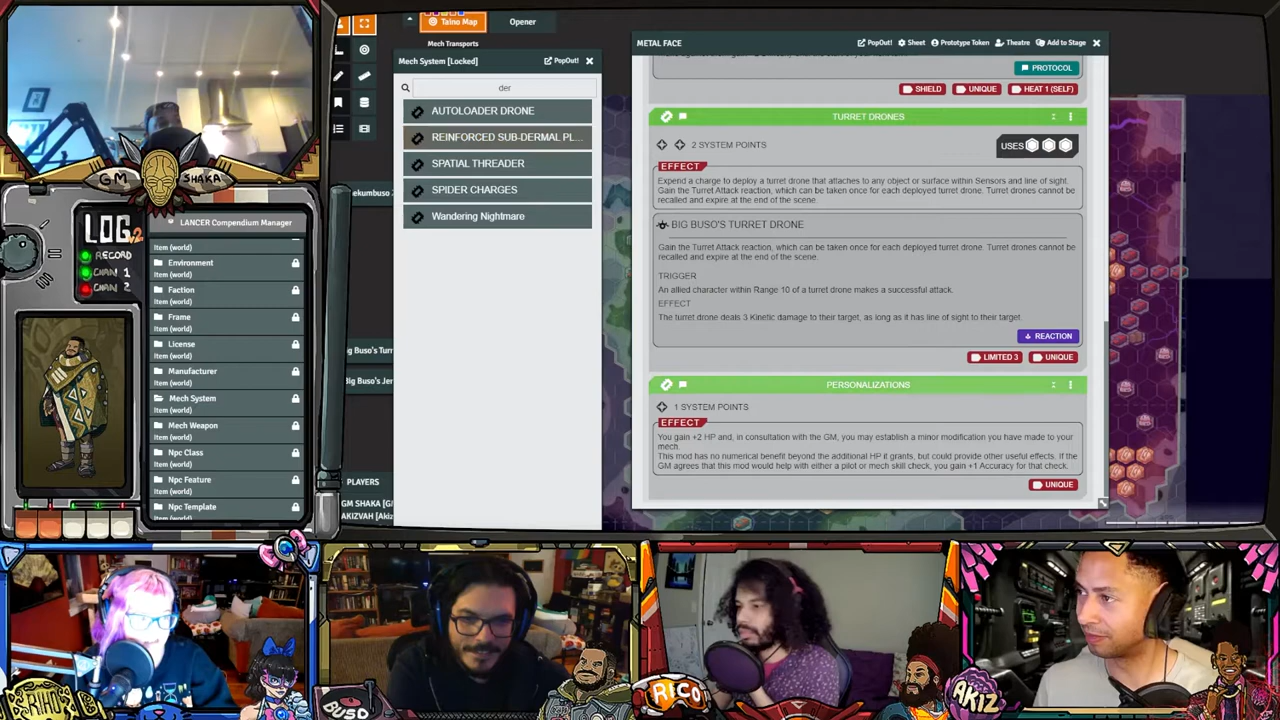 Taino Map
Opener
Mech Transports
Mech System [Locked]
PopOut!
der
AUTOLOADER DRONE
REINFORCED SUB-DERMAL PL...
SPATIAL THREADER
SPIDER CHARGES
Wandering Nightmare
METAL FACE
PopOut! Sheet Prototype Token Theatre Add to Stage
PROTOCOL
SHIELD UNIQUE HEAT 1 (SELF)
TURRET DRONES
2 SYSTEM POINTS
USES
EFFECT
Expend a charge to deploy a turret drone that attaches to any object or surface within Sensors and line of sight.
Gain the Turret Attack reaction, which can be taken once for each deployed turret drone. Turret drones cannot be
recalled and expire at the end of the scene.
BIG BUSO'S TURRET DRONE
Gain the Turret Attack reaction, which can be taken once for each deployed turret drone. Turret drones cannot be
recalled and expire at the end of the scene.
TRIGGER
An allied character within Range 10 of a turret drone makes a successful attack.
EFFECT
The turret drone deals 3 Kinetic damage to their target, as long as it has line of sight to their target.
REACTION
LIMITED 3 UNIQUE
PERSONALIZATIONS
1 SYSTEM POINTS
EFFECT
You gain +2 HP and, in consultation with the GM, you may establish a minor modification you have made to your
mech.
This mod has no numerical benefit beyond the additional HP it grants, but could provide other useful effects. If the
GM agrees that this mod would help with either a pilot or mech skill check, you gain +1 Accuracy for that check.
UNIQUE
GM SHAKA
LOG
RECORD
CHAN 1
CHAN 2
LANCER Compendium Manager
Item (world)
Environment
Item (world)
Faction
Item (world)
Frame
Item (world)
License
Item (world)
Manufacturer
Item (world)
Mech System
Item (world)
Mech Weapon
Item (world)
Npc Class
Item (world)
Npc Feature
Item (world)
Npc Template
Item (world)
ekumbuso
ig Buso's Turr
Big Buso's Jer
PLAYERS
GM SHAKA [G
AKIZVAH [Akiz
BUSO
RICO
AKIZ